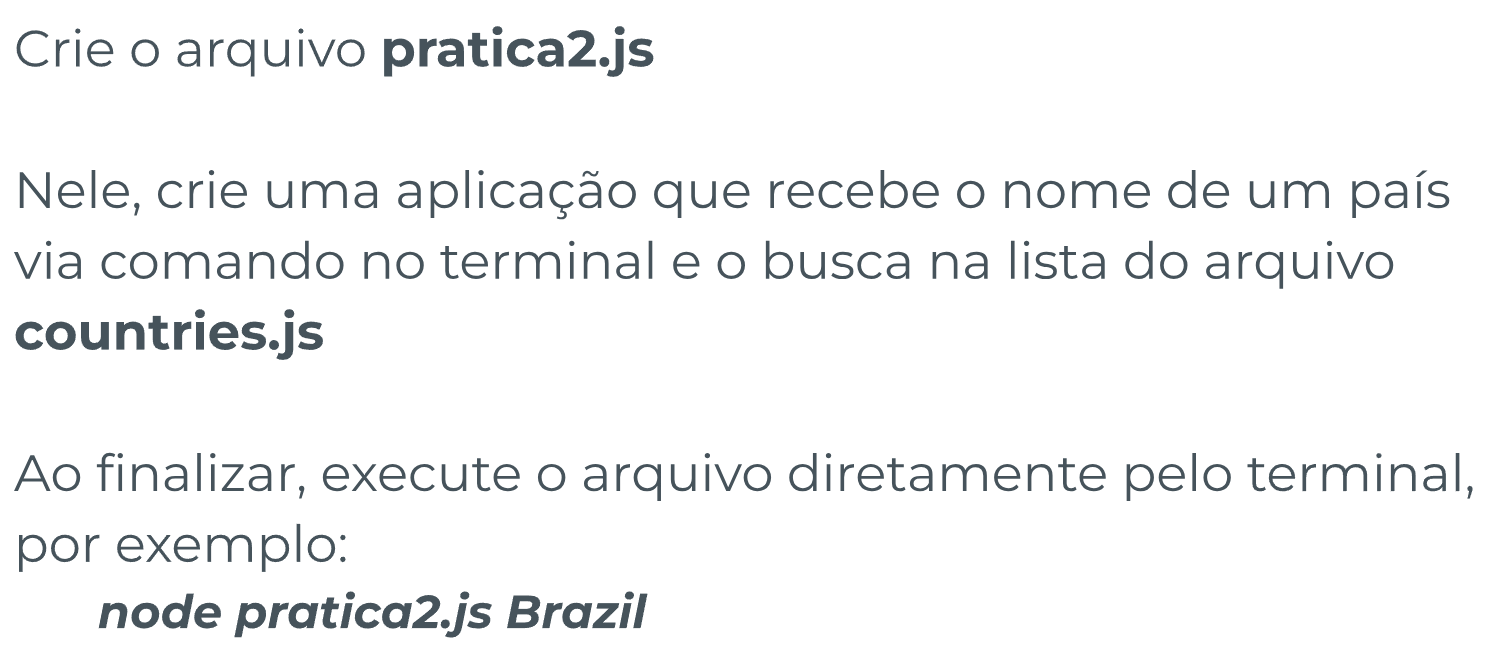 Crie o arquivo pratica2.js
Nele, crie uma aplicação que recebe o nome de um país
via comando no terminal e o busca na lista do arquivo
countries.js
Ao finalizar, execute o arquivo diretamente pelo terminal,
por exemplo:
node pratica2.js Brazil